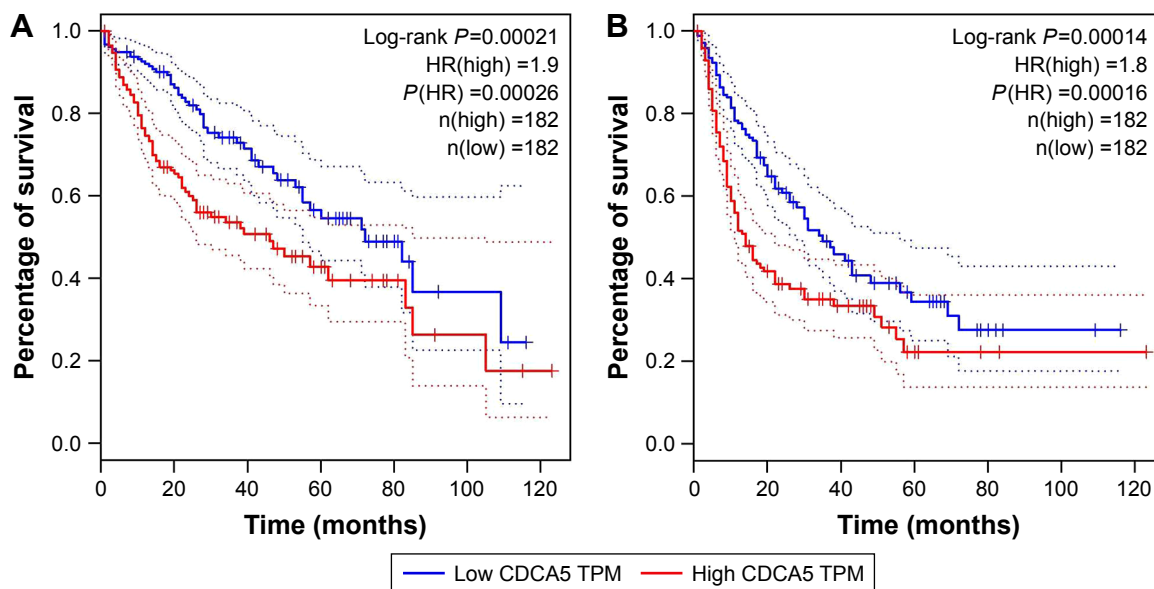 A
Log-rank P=0.00021
HR(high) =1.9
P(HR) =0.00026
n(high) =182
n(low) =182
Percentage of survival
1.0
0.8
0.6
0.4
0.2
0.0
0 20 40 60 80 100 120
Time (months)
B
Log-rank P=0.00014
HR(high) =1.8
P(HR) =0.00016
n(high) =182
n(low) =182
Percentage of survival
1.0
0.8
0.6
0.4
0.2
0.0
0 20 40 60 80 100 120
Time (months)
Low CDCA5 TPM High CDCA5 TPM